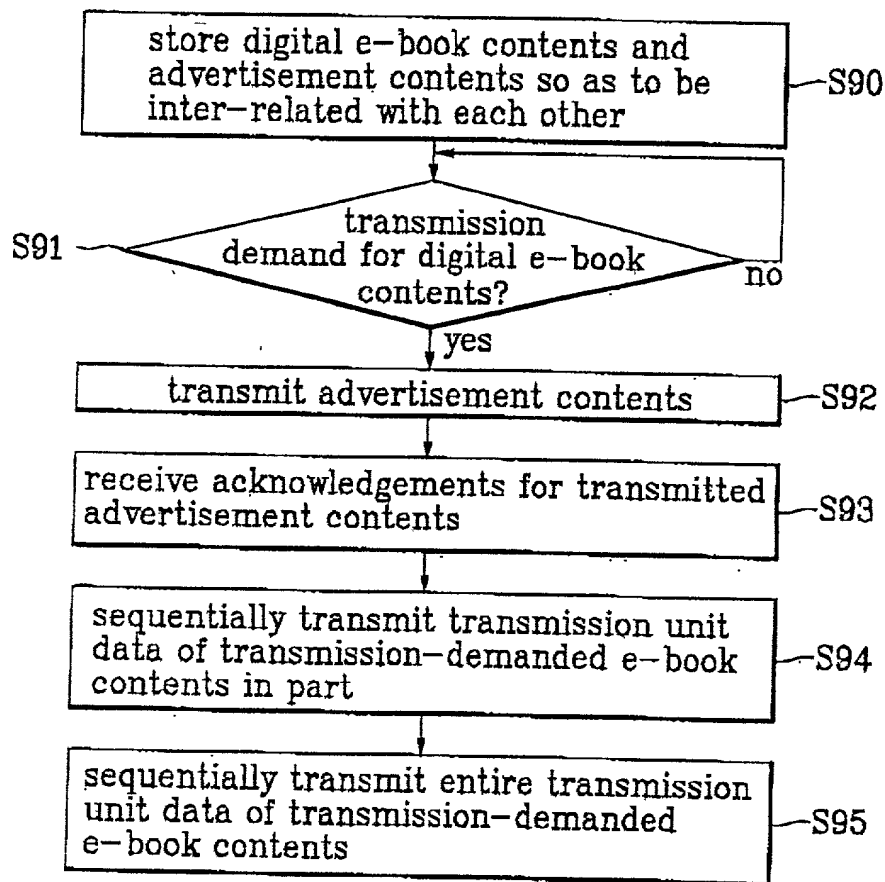 store digital e-book contents and
advertisement contents so as to be
inter-related with each other
S90
transmission
demand for digital e-book
contents?
S91
no
yes
transmit advertisement contents
S92
receive acknowledgements for transmitted
advertisement contents
S93
sequentially transmit transmission unit
data of transmission-demanded e-book
contents in part
S94
sequentially transmit entire transmission
unit data of transmission-demanded
e-book contents
S95